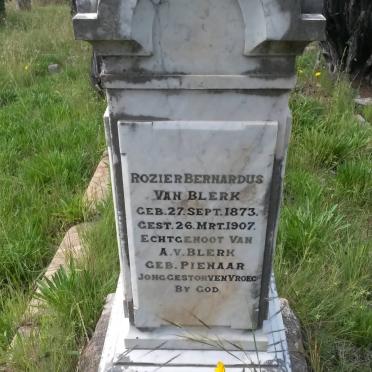 ROZIER BERNARDUS
VAN BLERK
GEB. 27. SEPT. 1873.
GEST. 26. MRT. 1907.
ECHTGENOOT VAN
A.V. BLERK
GEB. PIENAAR
JONG GESTORVEN VROEG
BY GOD.